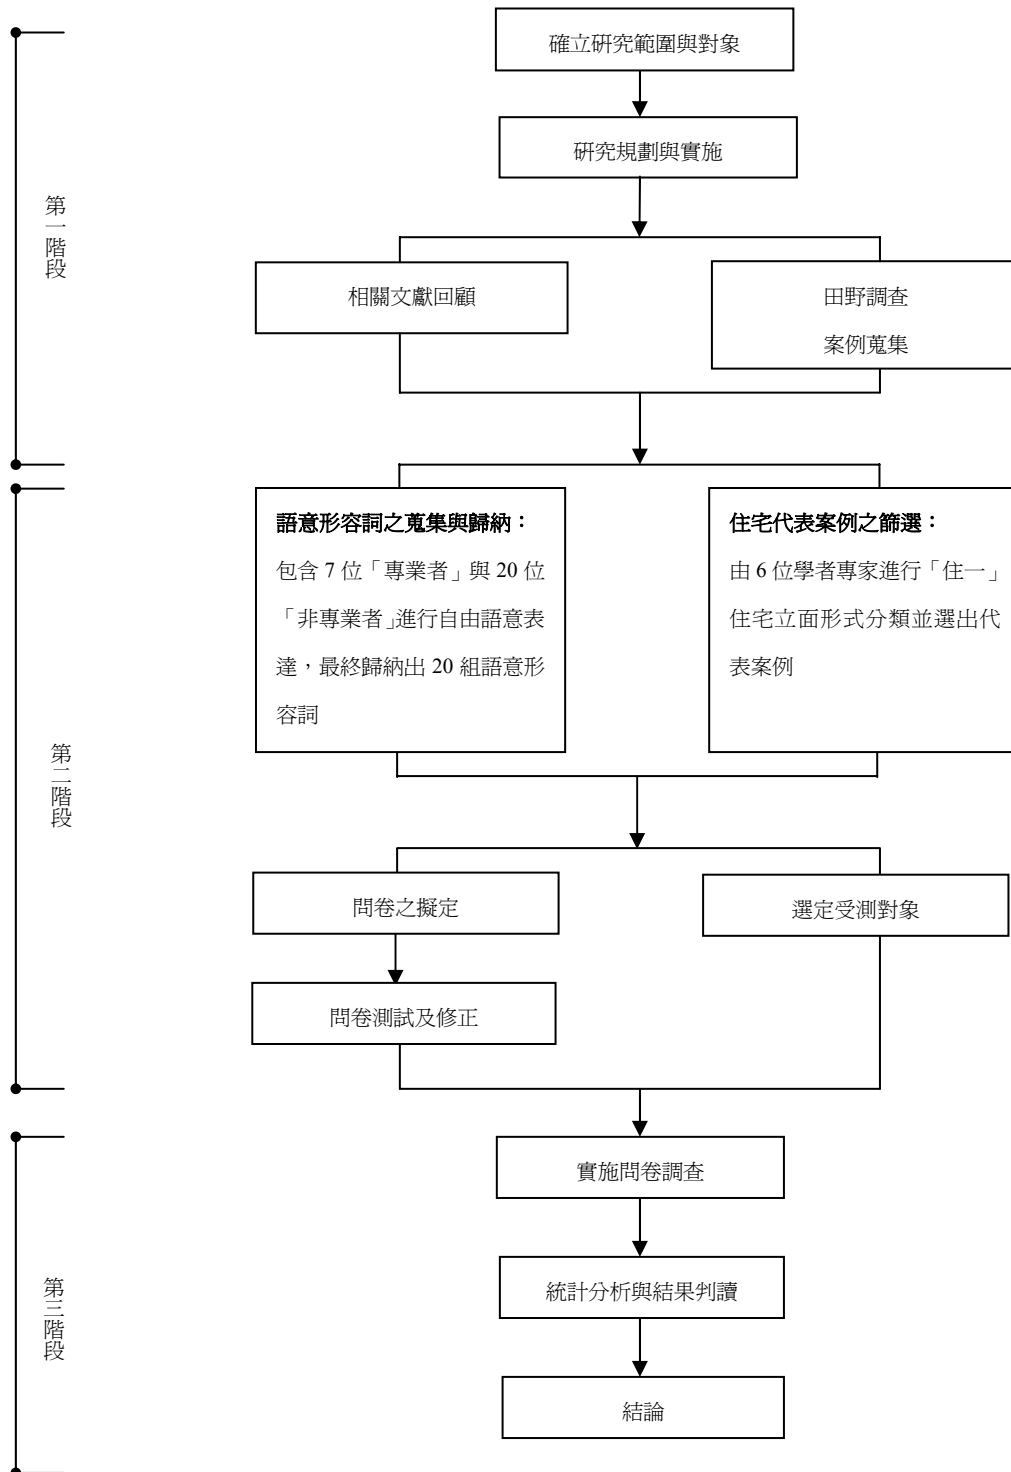 確立研究範圍與對象
研究規劃與實施
第一階段
相關文獻回顧
田野調查
案例蒐集
第二階段
語意形容詞之蒐集與歸納：
包含 7 位「專業者」與 20 位
「非專業者」進行自由語意表
達，最終歸納出 20 組語意形
容詞
住宅代表案例之篩選：
由 6 位學者專家進行「住一」
住宅立面形式分類並選出代
表案例
問卷之擬定
選定受測對象
問卷測試及修正
第三階段
實施問卷調查
統計分析與結果判讀
結論